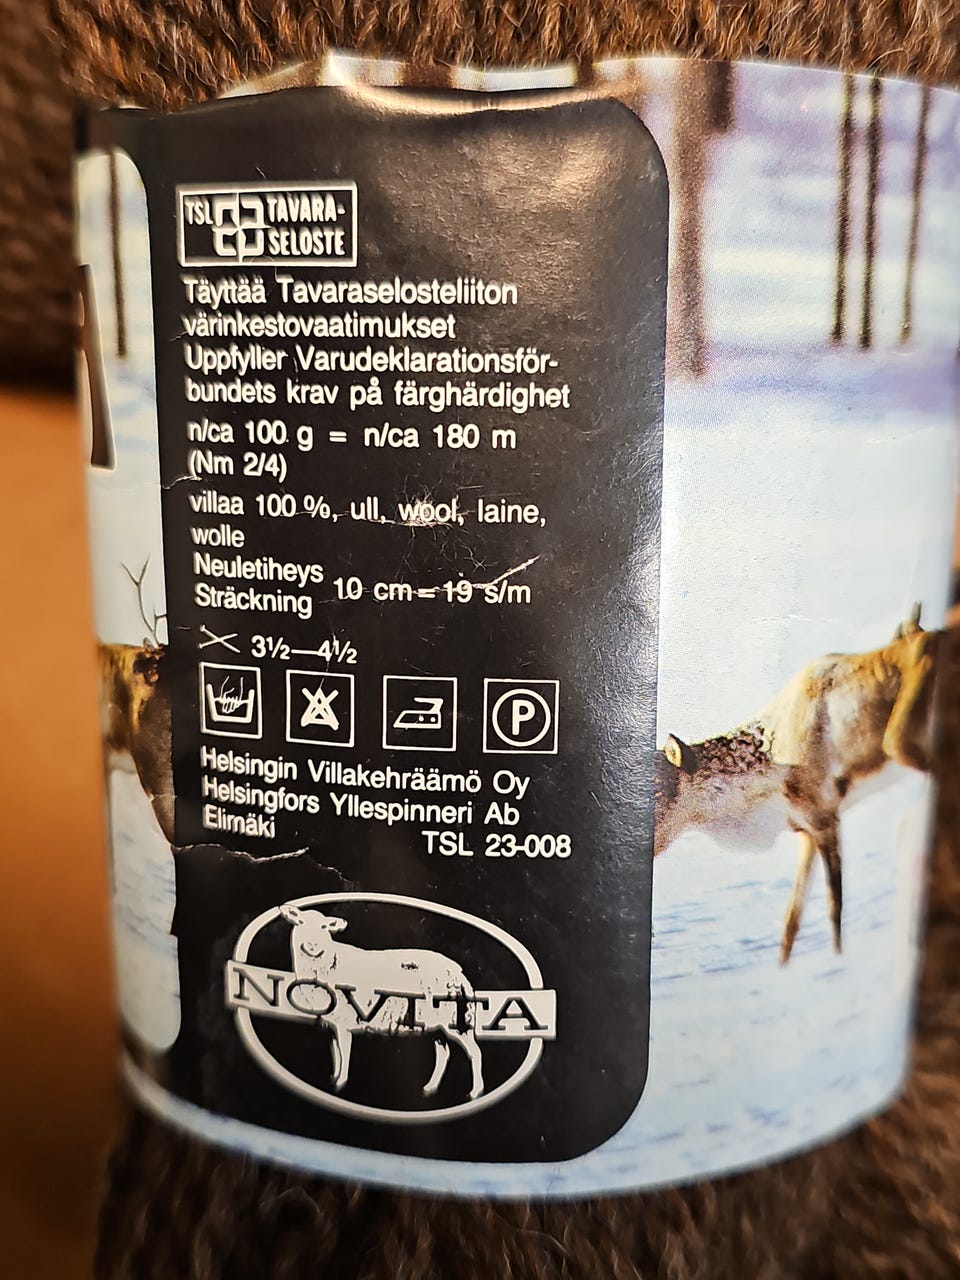 TSL TAVARA-
SELOSTE
Täyttää Tavaraselosteliiton
värinkestovaatimukset
Uppfyller Varudeklarationsför-
bundets krav på färghärdighet
n/ca 100 g = n/ca 180 m
(Nm 2/4)
villaa 100 %, ull, wool, laine,
wolle
Neuletiheys
Sträckning 10 cm = 19 s/m
3½—4½
P
Helsingin Villakehräämö Oy
Helsingfors Yllespinneri Ab
Elimäki
TSL 23-008
NOVITA